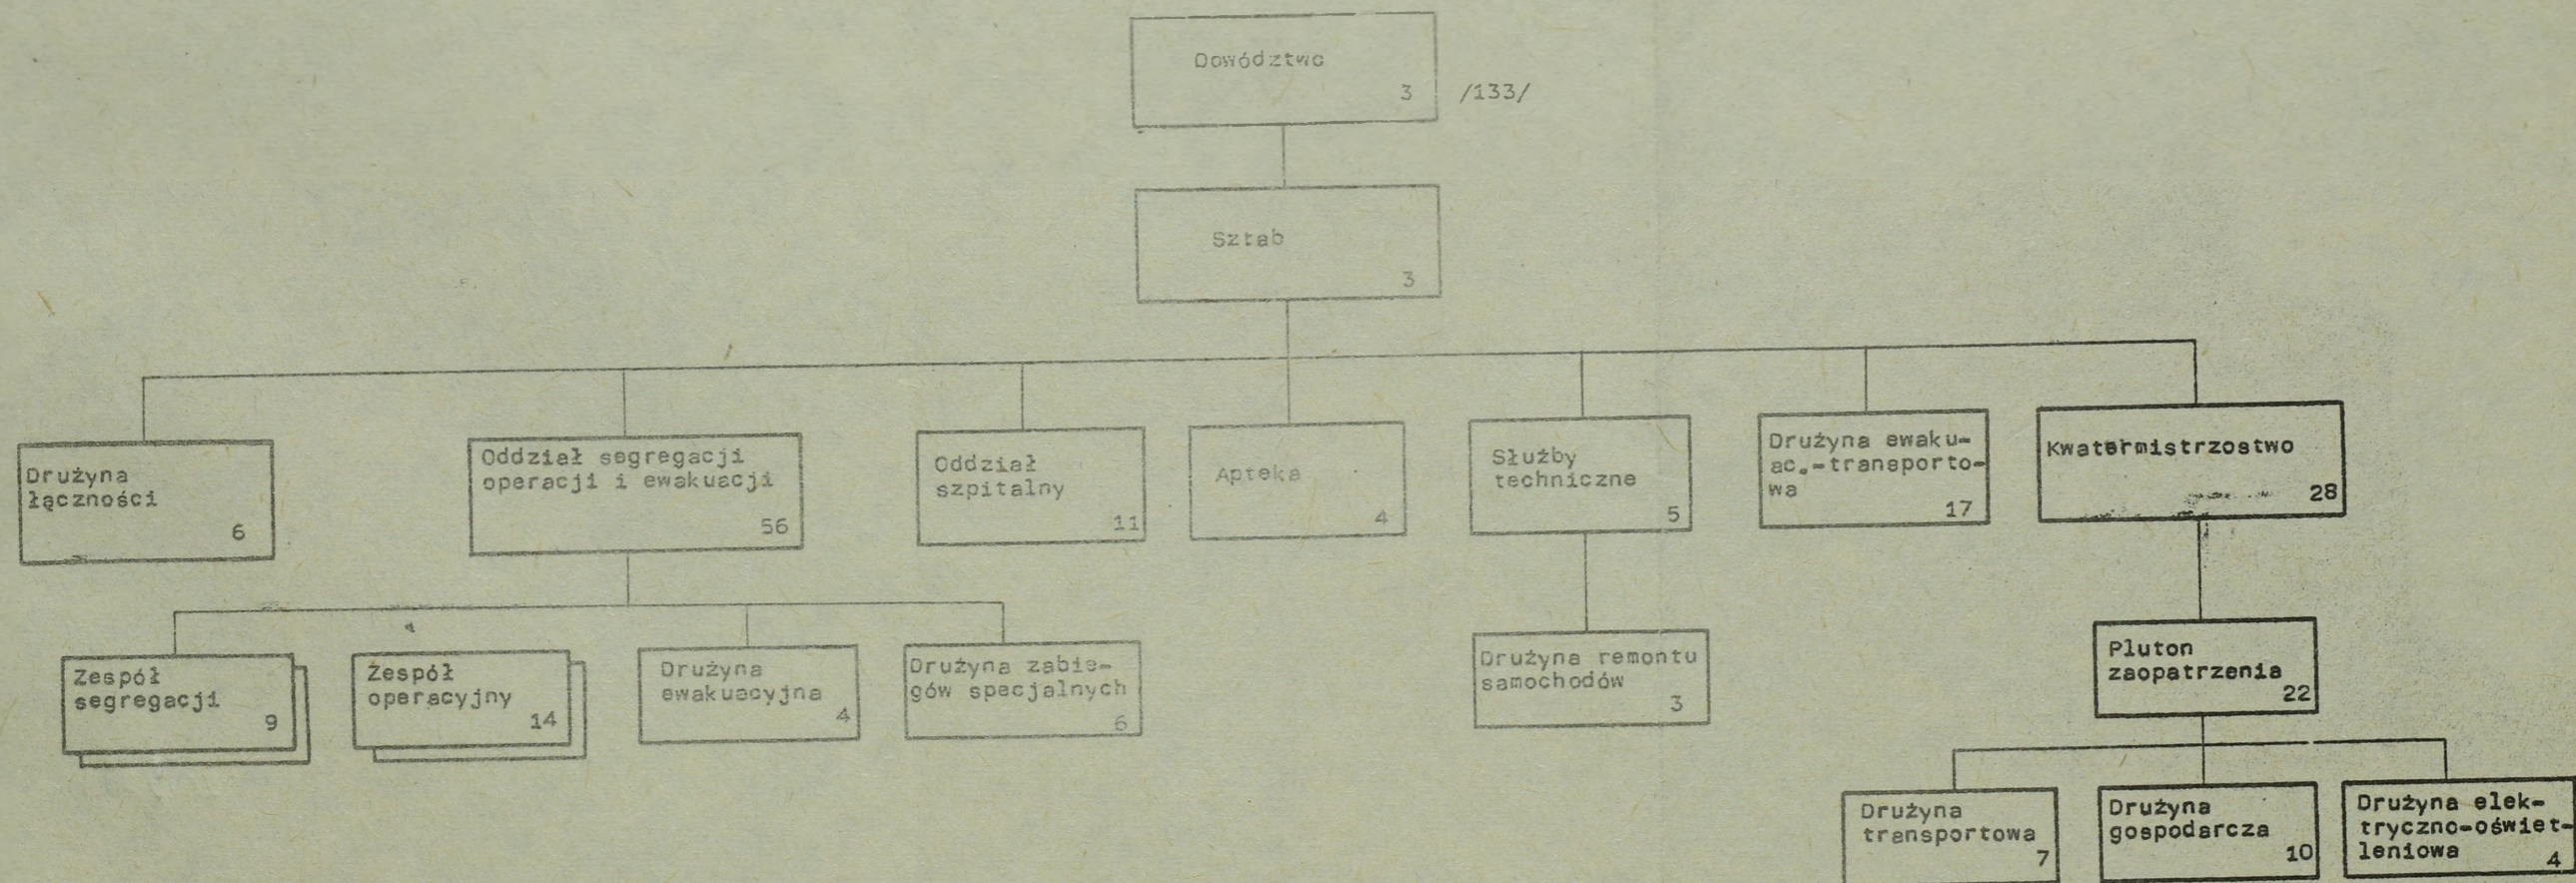 Dowództwo
3 /133/
Sztab
3
Drużyna
łączności
6
Oddział segregacji
operacji i ewakuacji
56
Oddział
szpitalny
11
Apteka
4
Służby
techniczne
5
Drużyna ewaku-
ac.-transporto-
wa
17
Kwatermistrzostwo
28
Zespół
segregacji
9
Zespół
operacyjny
14
Drużyna
ewakuacyjna
4
Drużyna zabie-
gów specjalnych
6
Drużyna remontu
samochodów
3
Pluton
zaopatrzenia
22
Drużyna
transportowa
7
Drużyna
gospodarcza
10
Drużyna elek-
tryczno-oświet-
leniowa
4